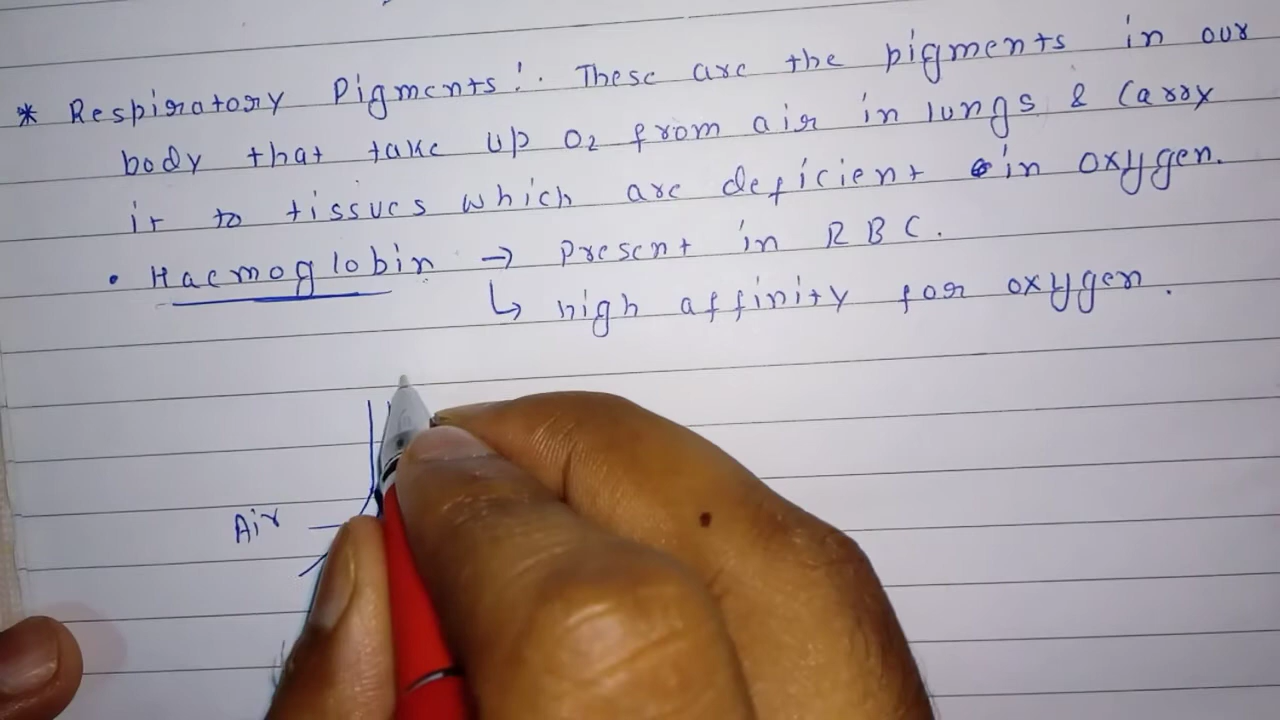 * Respiratory Pigments:. These are the pigments in our
body that take up O2 from air in lungs & Carry
it to tissues which are deficient in oxygen.
• Haemoglobin → Present in RBC.
↳ high affinity for oxygen.
Air